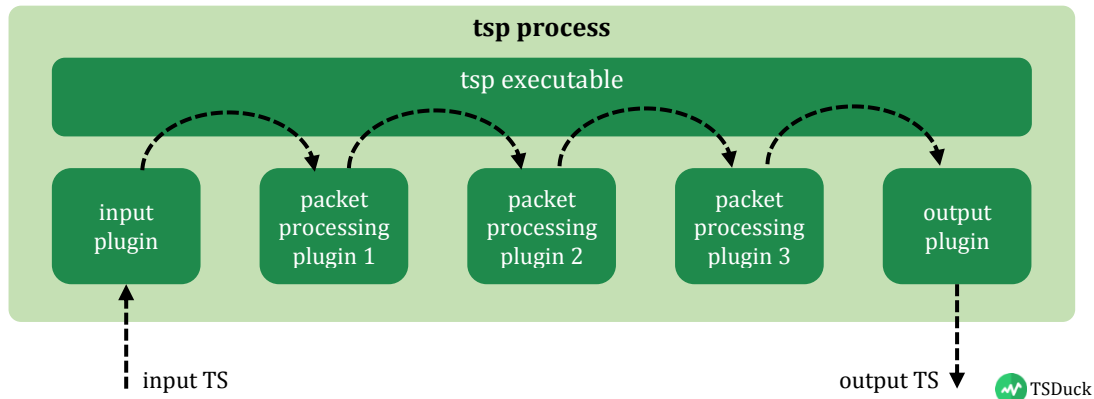 tsp process
tsp executable
input
plugin
packet
processing
plugin 1
packet
processing
plugin 2
packet
processing
plugin 3
output
plugin
input TS
output TS
TSDuck